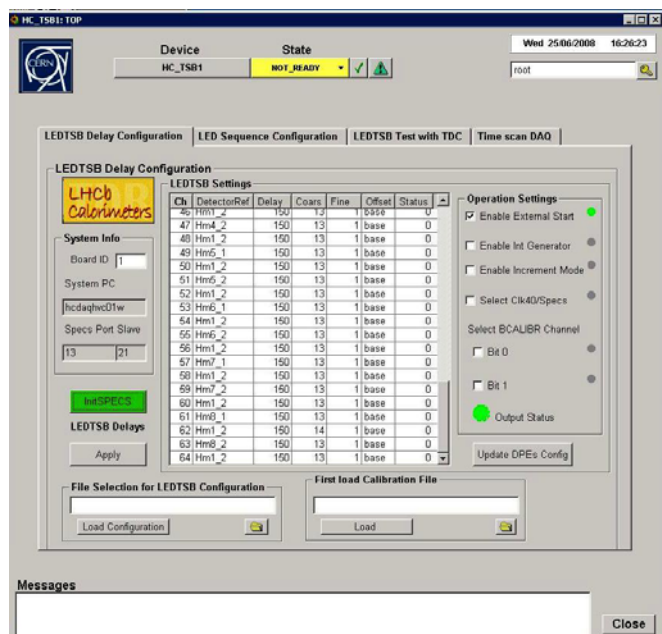 HC_TSB1: TOP
Device State Wed 25/06/2008 16:26:23
CERN HC_TSB1 NOT_READY root
LEDTSB Delay Configuration LED Sequence Configuration LEDTSB Test with TDC Time scan DAQ
LEDTSB Delay Configuration
LHCb
Calorimeters
System Info
Board ID 1
System PC
hcdaqhvc01w
Specs Port Slave
13 21
InitSPECS
LEDTSB Delays
Apply
LEDTSB Settings
Ch DetectorRef Delay Coars Fine Offset Status
46 Hm1_2 150 13 1 base 0
47 Hm4_2 150 13 1 base 0
48 Hm1_2 150 13 1 base 0
49 Hm5_1 150 13 1 base 0
50 Hm1_2 150 13 1 base 0
51 Hm5_2 150 13 1 base 0
52 Hm1_2 150 13 1 base 0
53 Hm6_1 150 13 1 base 0
54 Hm1_2 150 13 1 base 0
55 Hm6_2 150 13 1 base 0
56 Hm1_2 150 13 1 base 0
57 Hm7_1 150 13 1 base 0
58 Hm1_2 150 13 1 base 0
59 Hm7_2 150 13 1 base 0
60 Hm1_2 150 13 1 base 0
61 Hm8_1 150 13 1 base 0
62 Hm1_2 150 14 1 base 0
63 Hm8_2 150 13 1 base 0
64 Hm1_2 150 13 1 base 0
Operation Settings
Enable External Start
Enable Int Generator
Enable Increment Mode
Select Clk40/Specs
Select BCALIBR Channel
Bit 0
Bit 1
Output Status
Update DPEs Config
File Selection for LEDTSB Configuration
Load Configuration
First load Calibration File
Load
Messages
Close